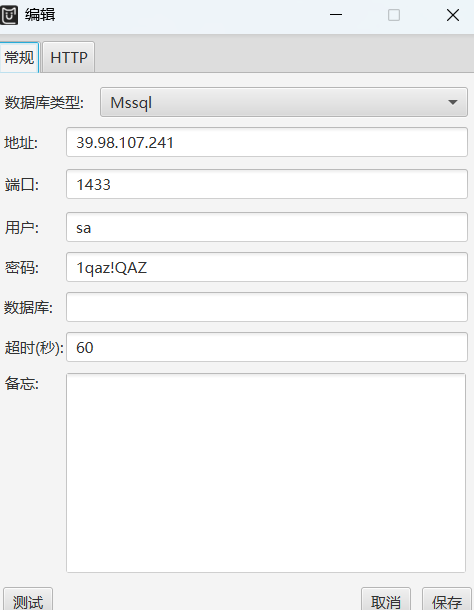 编辑
常规 HTTP
数据库类型: Mssql
地址: 39.98.107.241
端口: 1433
用户: sa
密码: 1qaz!QAZ
数据库:
超时(秒): 60
备忘:
测试 取消 保存